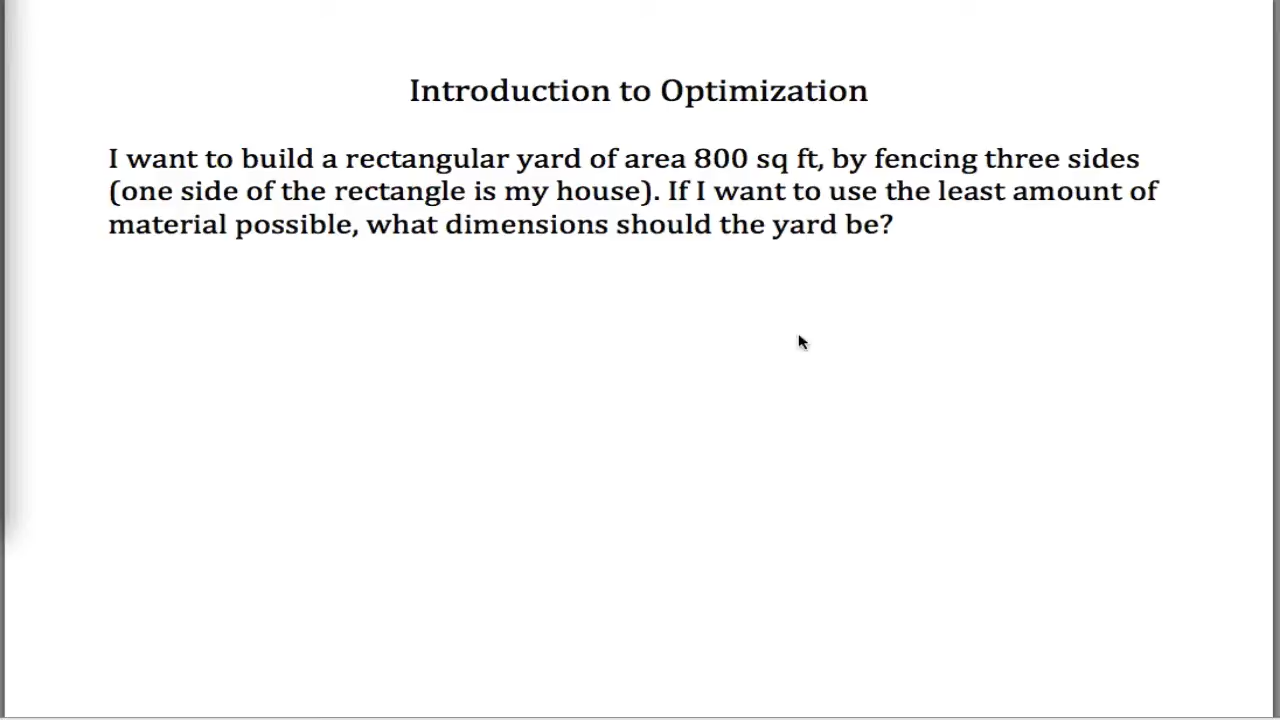 Introduction to Optimization
I want to build a rectangular yard of area 800 sq ft, by fencing three sides
(one side of the rectangle is my house). If I want to use the least amount of
material possible, what dimensions should the yard be?